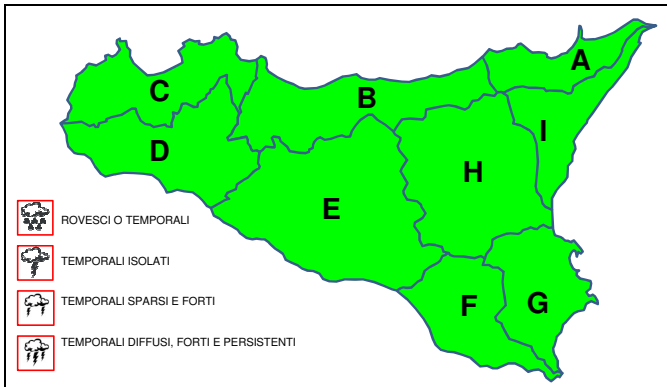 A
C
B
I
D
H
E
ROVESCI O TEMPORALI
TEMPORALI ISOLATI
TEMPORALI SPARSI E FORTI
F
G
TEMPORALI DIFFUSI, FORTI E PERSISTENTI